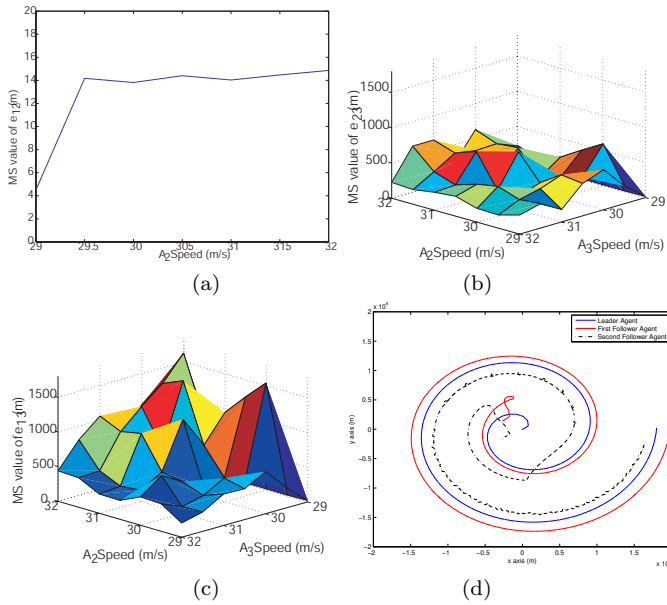 20
18
16
14
12
10
8
6
4
2
0
MS value of e12(m)
29 29.5 30 305 31 315 32
A2Speed (m/s)
(a)
1500
1000
500
0
MS value of e23(m)
32 31 30 29
A2Speed (m/s)
32 31 30 29
A3Speed (m/s)
(b)
1500
1000
500
0
MS value of e13(m)
32 31 30 29
A2Speed (m/s)
32 31 30 29
A3Speed (m/s)
(c)
2 x 10^4
1.5
1
0.5
0
−0.5
−1
−1.5
−2
y axis (m)
Leader Agent
First Follower Agent
Second Follower Agent
−2 −1.5 −1 −0.5 0 0.5 1 1.5
x axis (m)
x 10
(d)